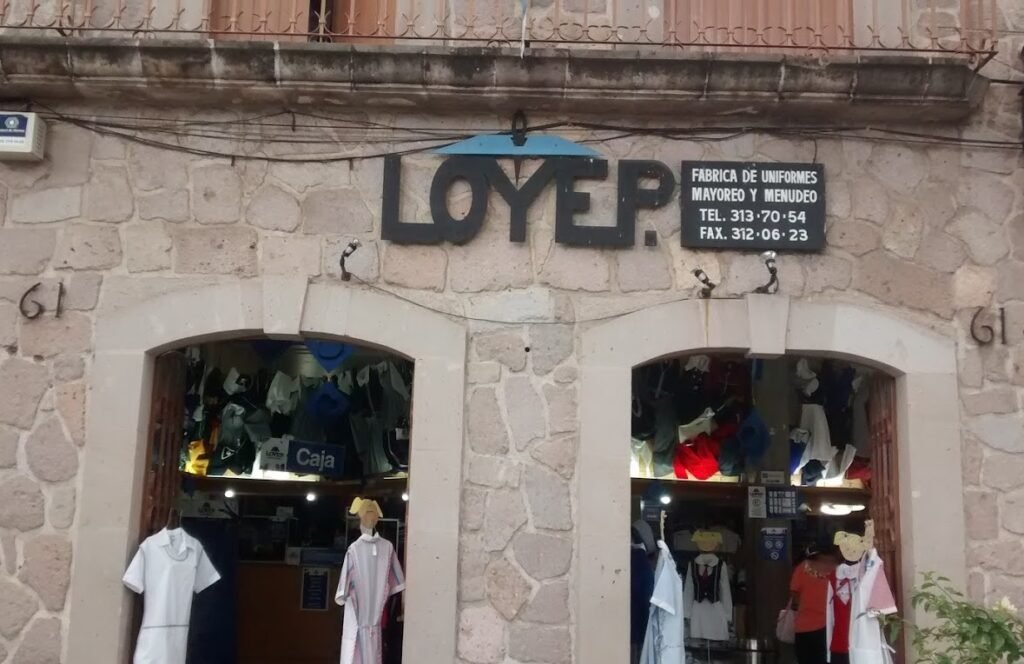 LOYEP.
FABRICA DE UNIFORMES
MAYOREO Y MENUDEO
TEL. 313·70·54
FAX. 312·06·23
61
61
Caja